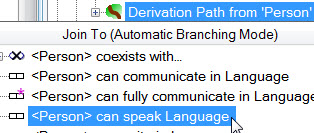 Derivation Path from 'Person'
Join To (Automatic Branching Mode)
<Person> coexists with...
<Person> can communicate in Language
<Person> can fully communicate in Language
<Person> can speak Language